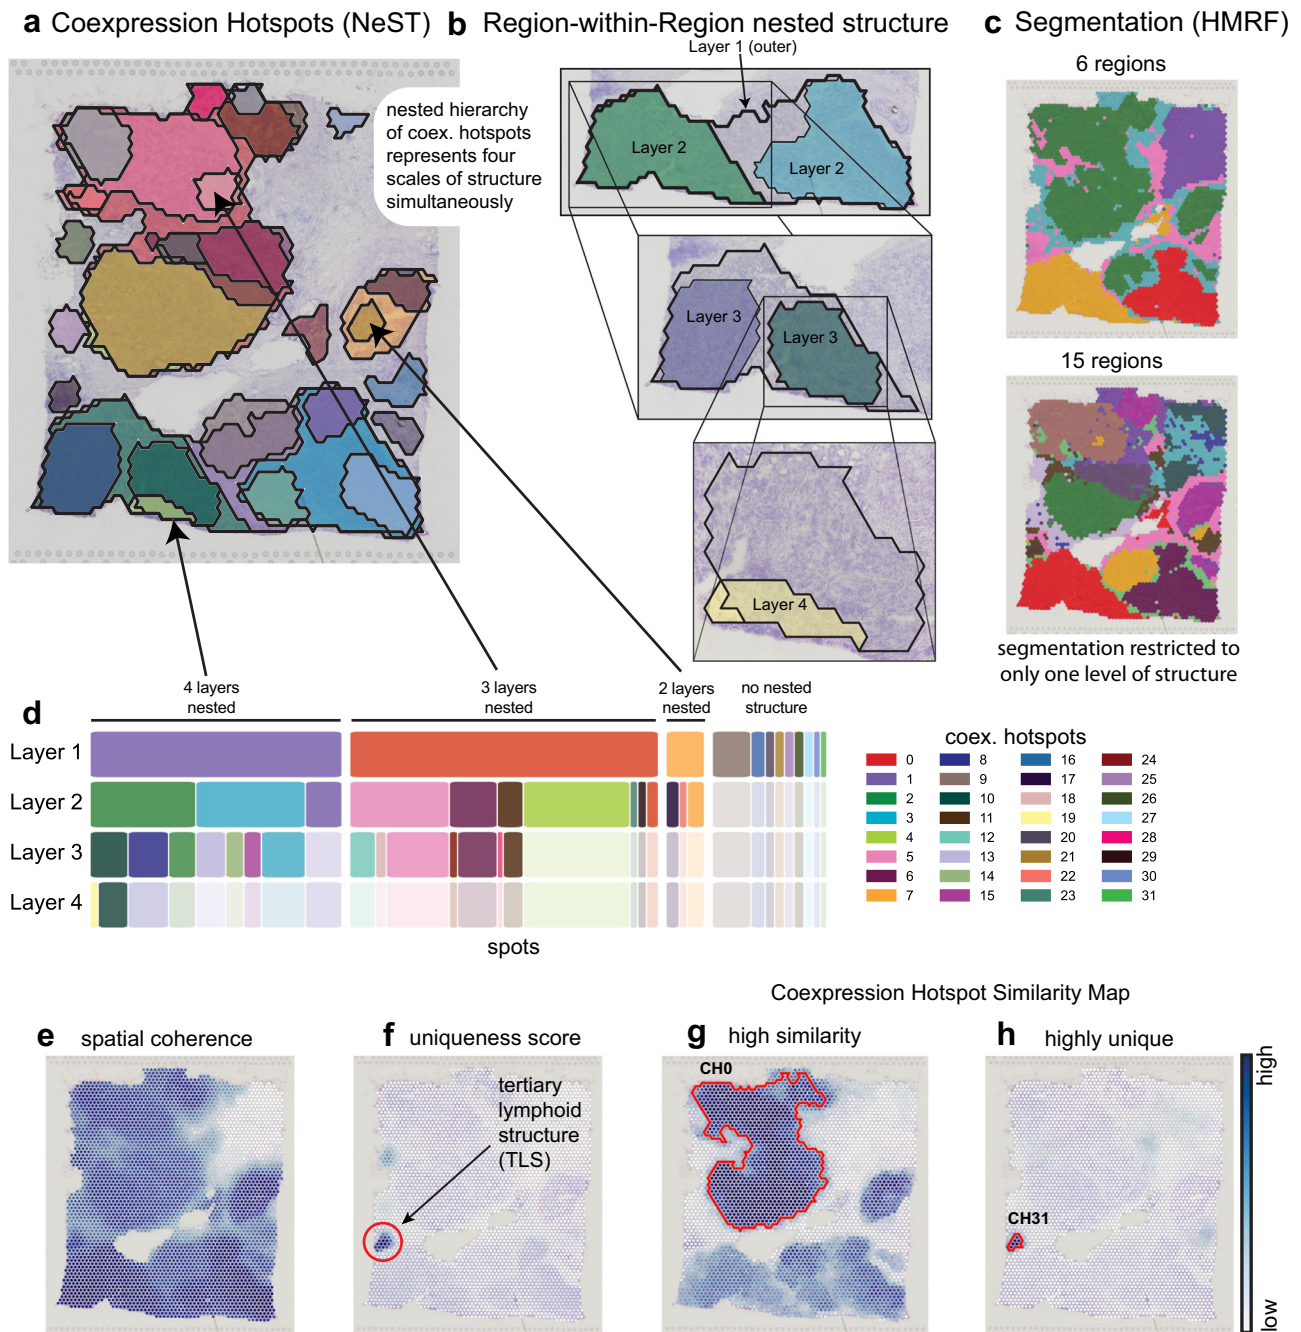 a Coexpression Hotspots (NeST)
nested hierarchy
of coex. hotspots
represents four
scales of structure
simultaneously
b Region-within-Region nested structure
Layer 1 (outer)
Layer 2
Layer 2
Layer 3
Layer 3
Layer 4
c Segmentation (HMRF)
6 regions
15 regions
segmentation restricted to
only one level of structure
d
4 layers
nested
3 layers
nested
2 layers
nested
no nested
structure
Layer 1
Layer 2
Layer 3
Layer 4
spots
coex. hotspots
0 8 16 24
1 9 17 25
2 10 18 26
3 11 19 27
4 12 20 28
5 13 21 29
6 14 22 30
7 15 23 31
Coexpression Hotspot Similarity Map
e spatial coherence
f uniqueness score
tertiary
lymphoid
structure
(TLS)
g high similarity
CH0
h highly unique
CH31
high
low